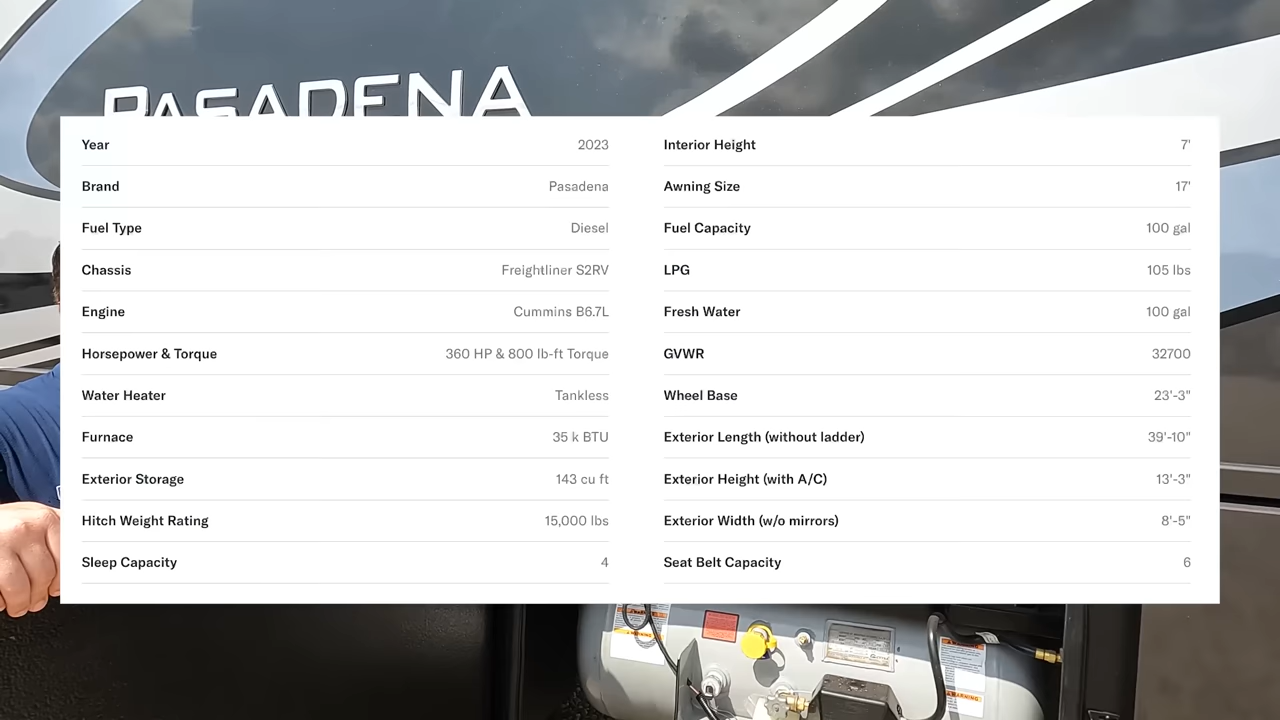 PASADENA
Year 2023
Brand Pasadena
Fuel Type Diesel
Chassis Freightliner S2RV
Engine Cummins B6.7L
Horsepower & Torque 360 HP & 800 lb-ft Torque
Water Heater Tankless
Furnace 35 k BTU
Exterior Storage 143 cu ft
Hitch Weight Rating 15,000 lbs
Sleep Capacity 4
Interior Height 7'
Awning Size 17'
Fuel Capacity 100 gal
LPG 105 lbs
Fresh Water 100 gal
GVWR 32700
Wheel Base 23'-3"
Exterior Length (without ladder) 39'-10"
Exterior Height (with A/C) 13'-3"
Exterior Width (w/o mirrors) 8'-5"
Seat Belt Capacity 6
WARNING
WARNING